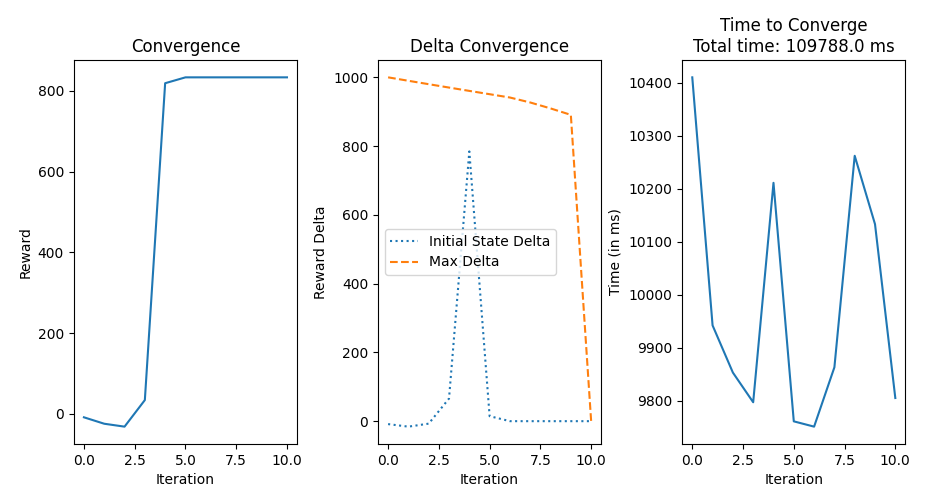 Convergence
Reward
800
600
400
200
0
0.0 2.5 5.0 7.5 10.0
Iteration
Delta Convergence
Reward Delta
1000
800
600
400
200
0
Initial State Delta
Max Delta
0.0 2.5 5.0 7.5 10.0
Iteration
Time to Converge
Total time: 109788.0 ms
Time (in ms)
10400
10300
10200
10100
10000
9900
9800
0.0 2.5 5.0 7.5 10.0
Iteration